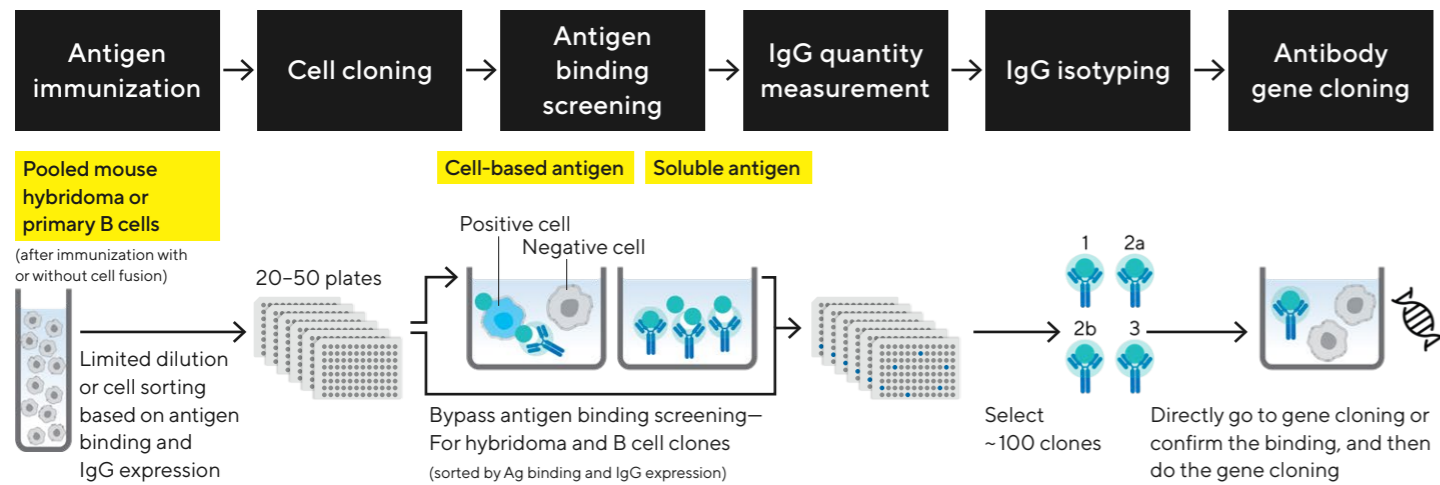 Antigen
immunization
Cell cloning
Antigen
binding
screening
IgG quantity
measurement
IgG isotyping
Antibody
gene cloning
Pooled mouse
hybridoma or
primary B cells
(after immunization with
or without cell fusion)
Limited dilution
or cell sorting
based on antigen
binding and
IgG expression
20–50 plates
Cell-based antigen
Soluble antigen
Positive cell
Negative cell
Bypass antigen binding screening—
For hybridoma and B cell clones
(sorted by Ag binding and IgG expression)
1
2a
2b
3
Select
~100 clones
Directly go to gene cloning or
confirm the binding, and then
do the gene cloning